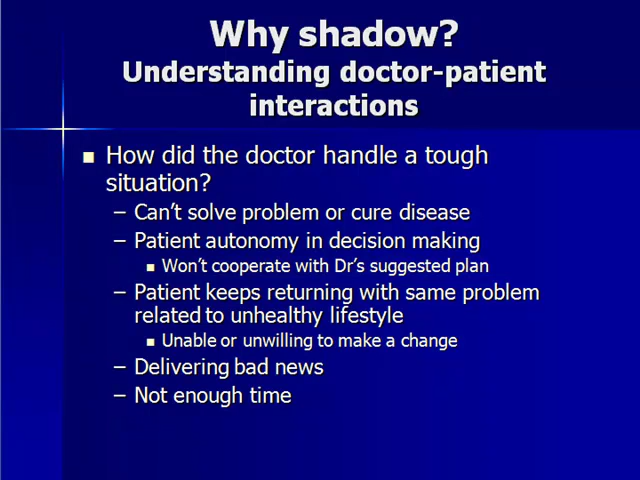 Why shadow?
Understanding doctor-patient
interactions
■ How did the doctor handle a tough
situation?
– Can't solve problem or cure disease
– Patient autonomy in decision making
■ Won't cooperate with Dr's suggested plan
– Patient keeps returning with same problem
related to unhealthy lifestyle
■ Unable or unwilling to make a change
– Delivering bad news
– Not enough time